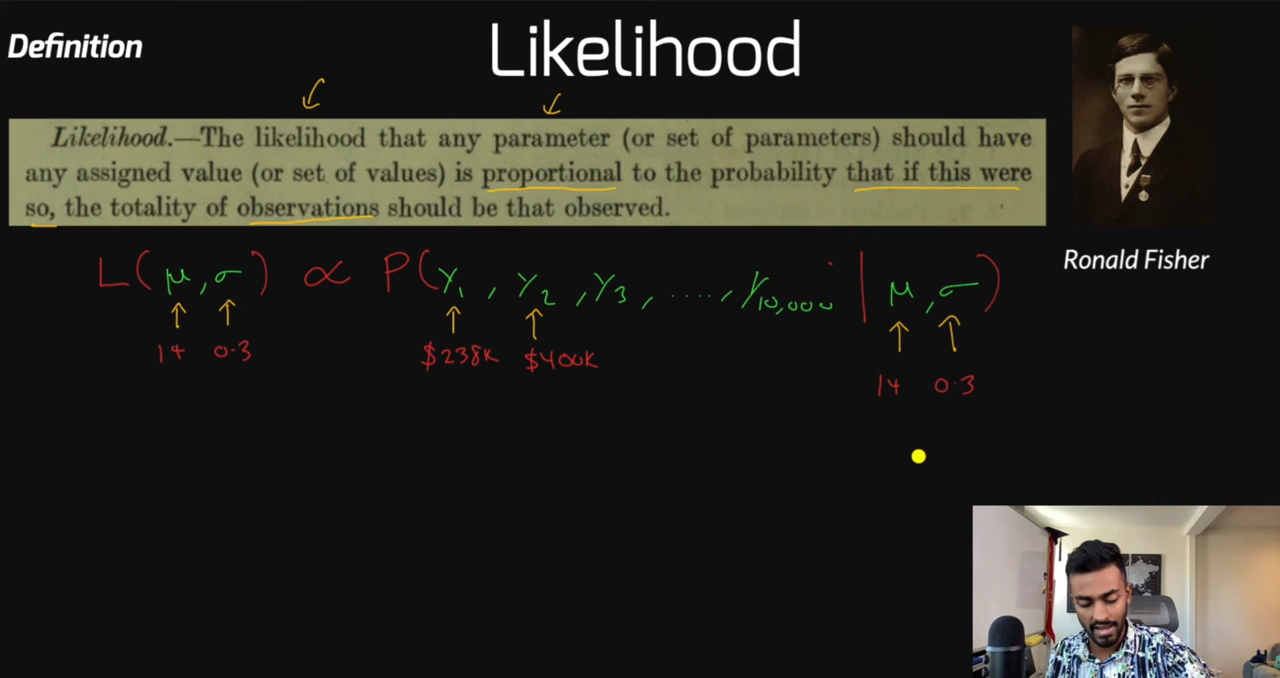 Definition
Likelihood
Likelihood.—The likelihood that any parameter (or set of parameters) should have
any assigned value (or set of values) is proportional to the probability that if this were
so, the totality of observations should be that observed.
Ronald Fisher
L(μ, σ) ∝ P(y₁, y₂, y₃, ....., y₁₀,₀₀₀ | μ, σ)
14 0.3 $238K $400K
14 0.3